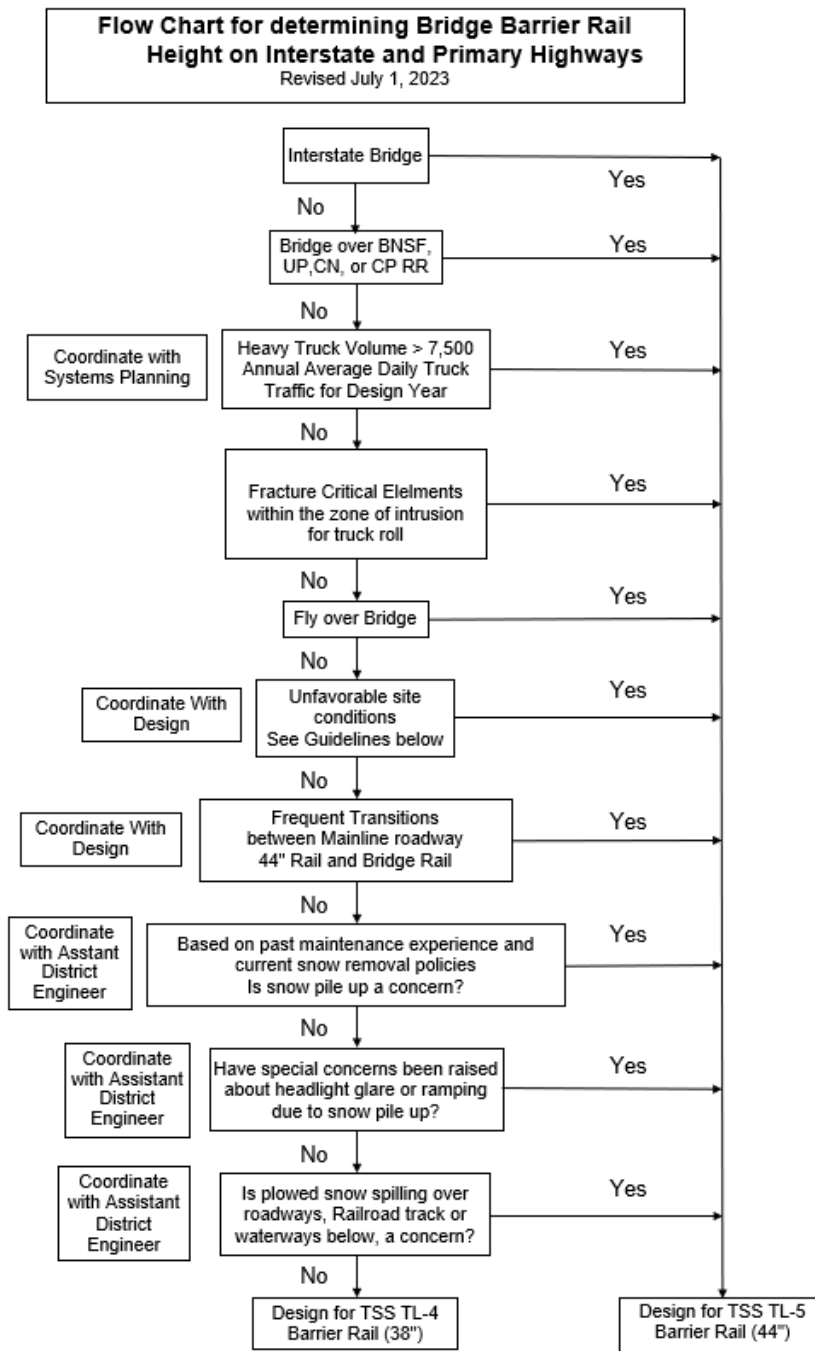 Flow Chart for determining Bridge Barrier Rail
Height on Interstate and Primary Highways
Revised July 1, 2023
Interstate Bridge
Yes
No
Bridge over BNSF,
UP,CN, or CP RR
Yes
No
Coordinate with
Systems Planning
Heavy Truck Volume > 7,500
Annual Average Daily Truck
Traffic for Design Year
Yes
No
Fracture Critical Elelments
within the zone of intrusion
for truck roll
Yes
No
Fly over Bridge
Yes
No
Coordinate With
Design
Unfavorable site
conditions
See Guidelines below
Yes
No
Coordinate With
Design
Frequent Transitions
between Mainline roadway
44" Rail and Bridge Rail
Yes
No
Coordinate
with Asstant
District
Engineer
Based on past maintenance experience and
current snow removal policies
Is snow pile up a concern?
Yes
No
Coordinate
with Assistant
District
Engineer
Have special concerns been raised
about headlight glare or ramping
due to snow pile up?
Yes
No
Coordinate
with Assistant
District
Engineer
Is plowed snow spilling over
roadways, Railroad track or
waterways below, a concern?
Yes
No
Design for TSS TL-4
Barrier Rail (38")
Design for TSS TL-5
Barrier Rail (44")